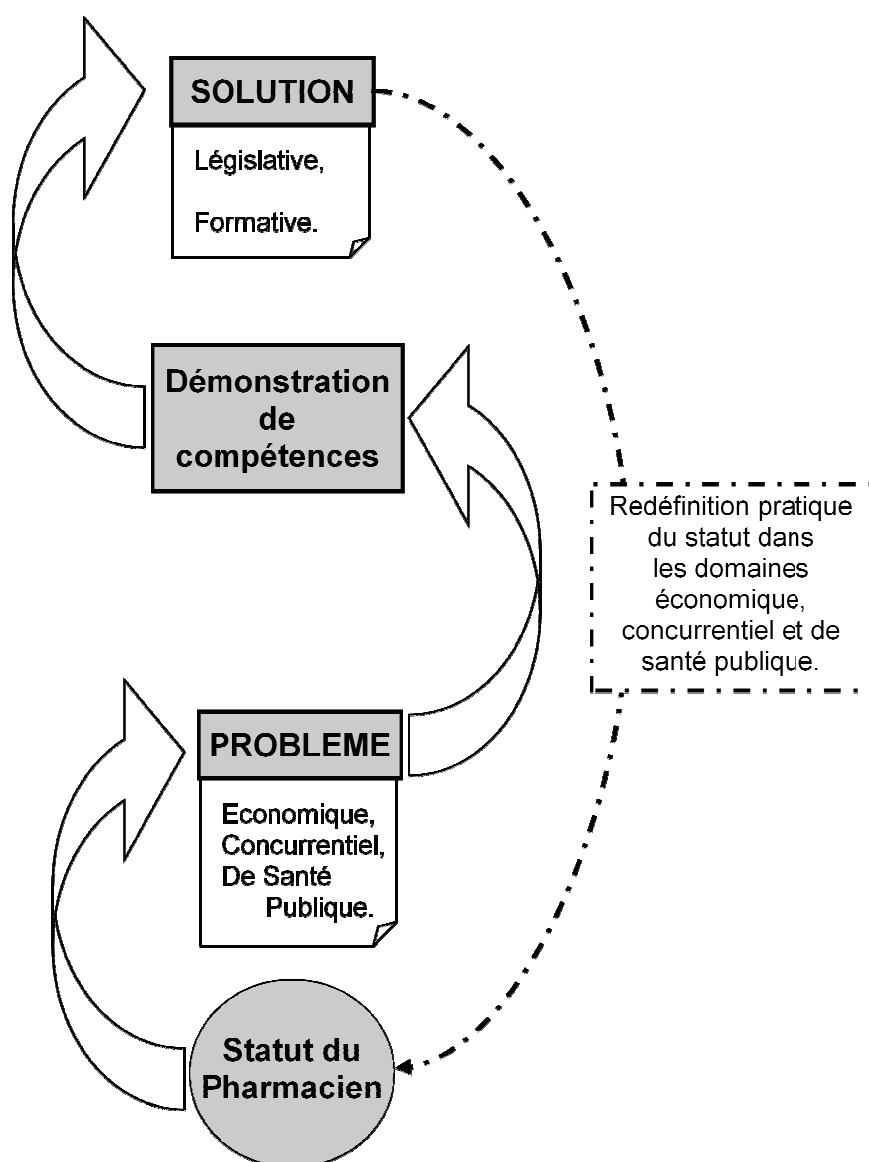 SOLUTION
Législative,
Formative.
Démonstration
de
compétences
Redéfinition pratique
du statut dans
les domaines
économique,
concurrentiel et de
santé publique.
PROBLEME
Economique,
Concurrentiel,
De Santé
Publique.
Statut du
Pharmacien